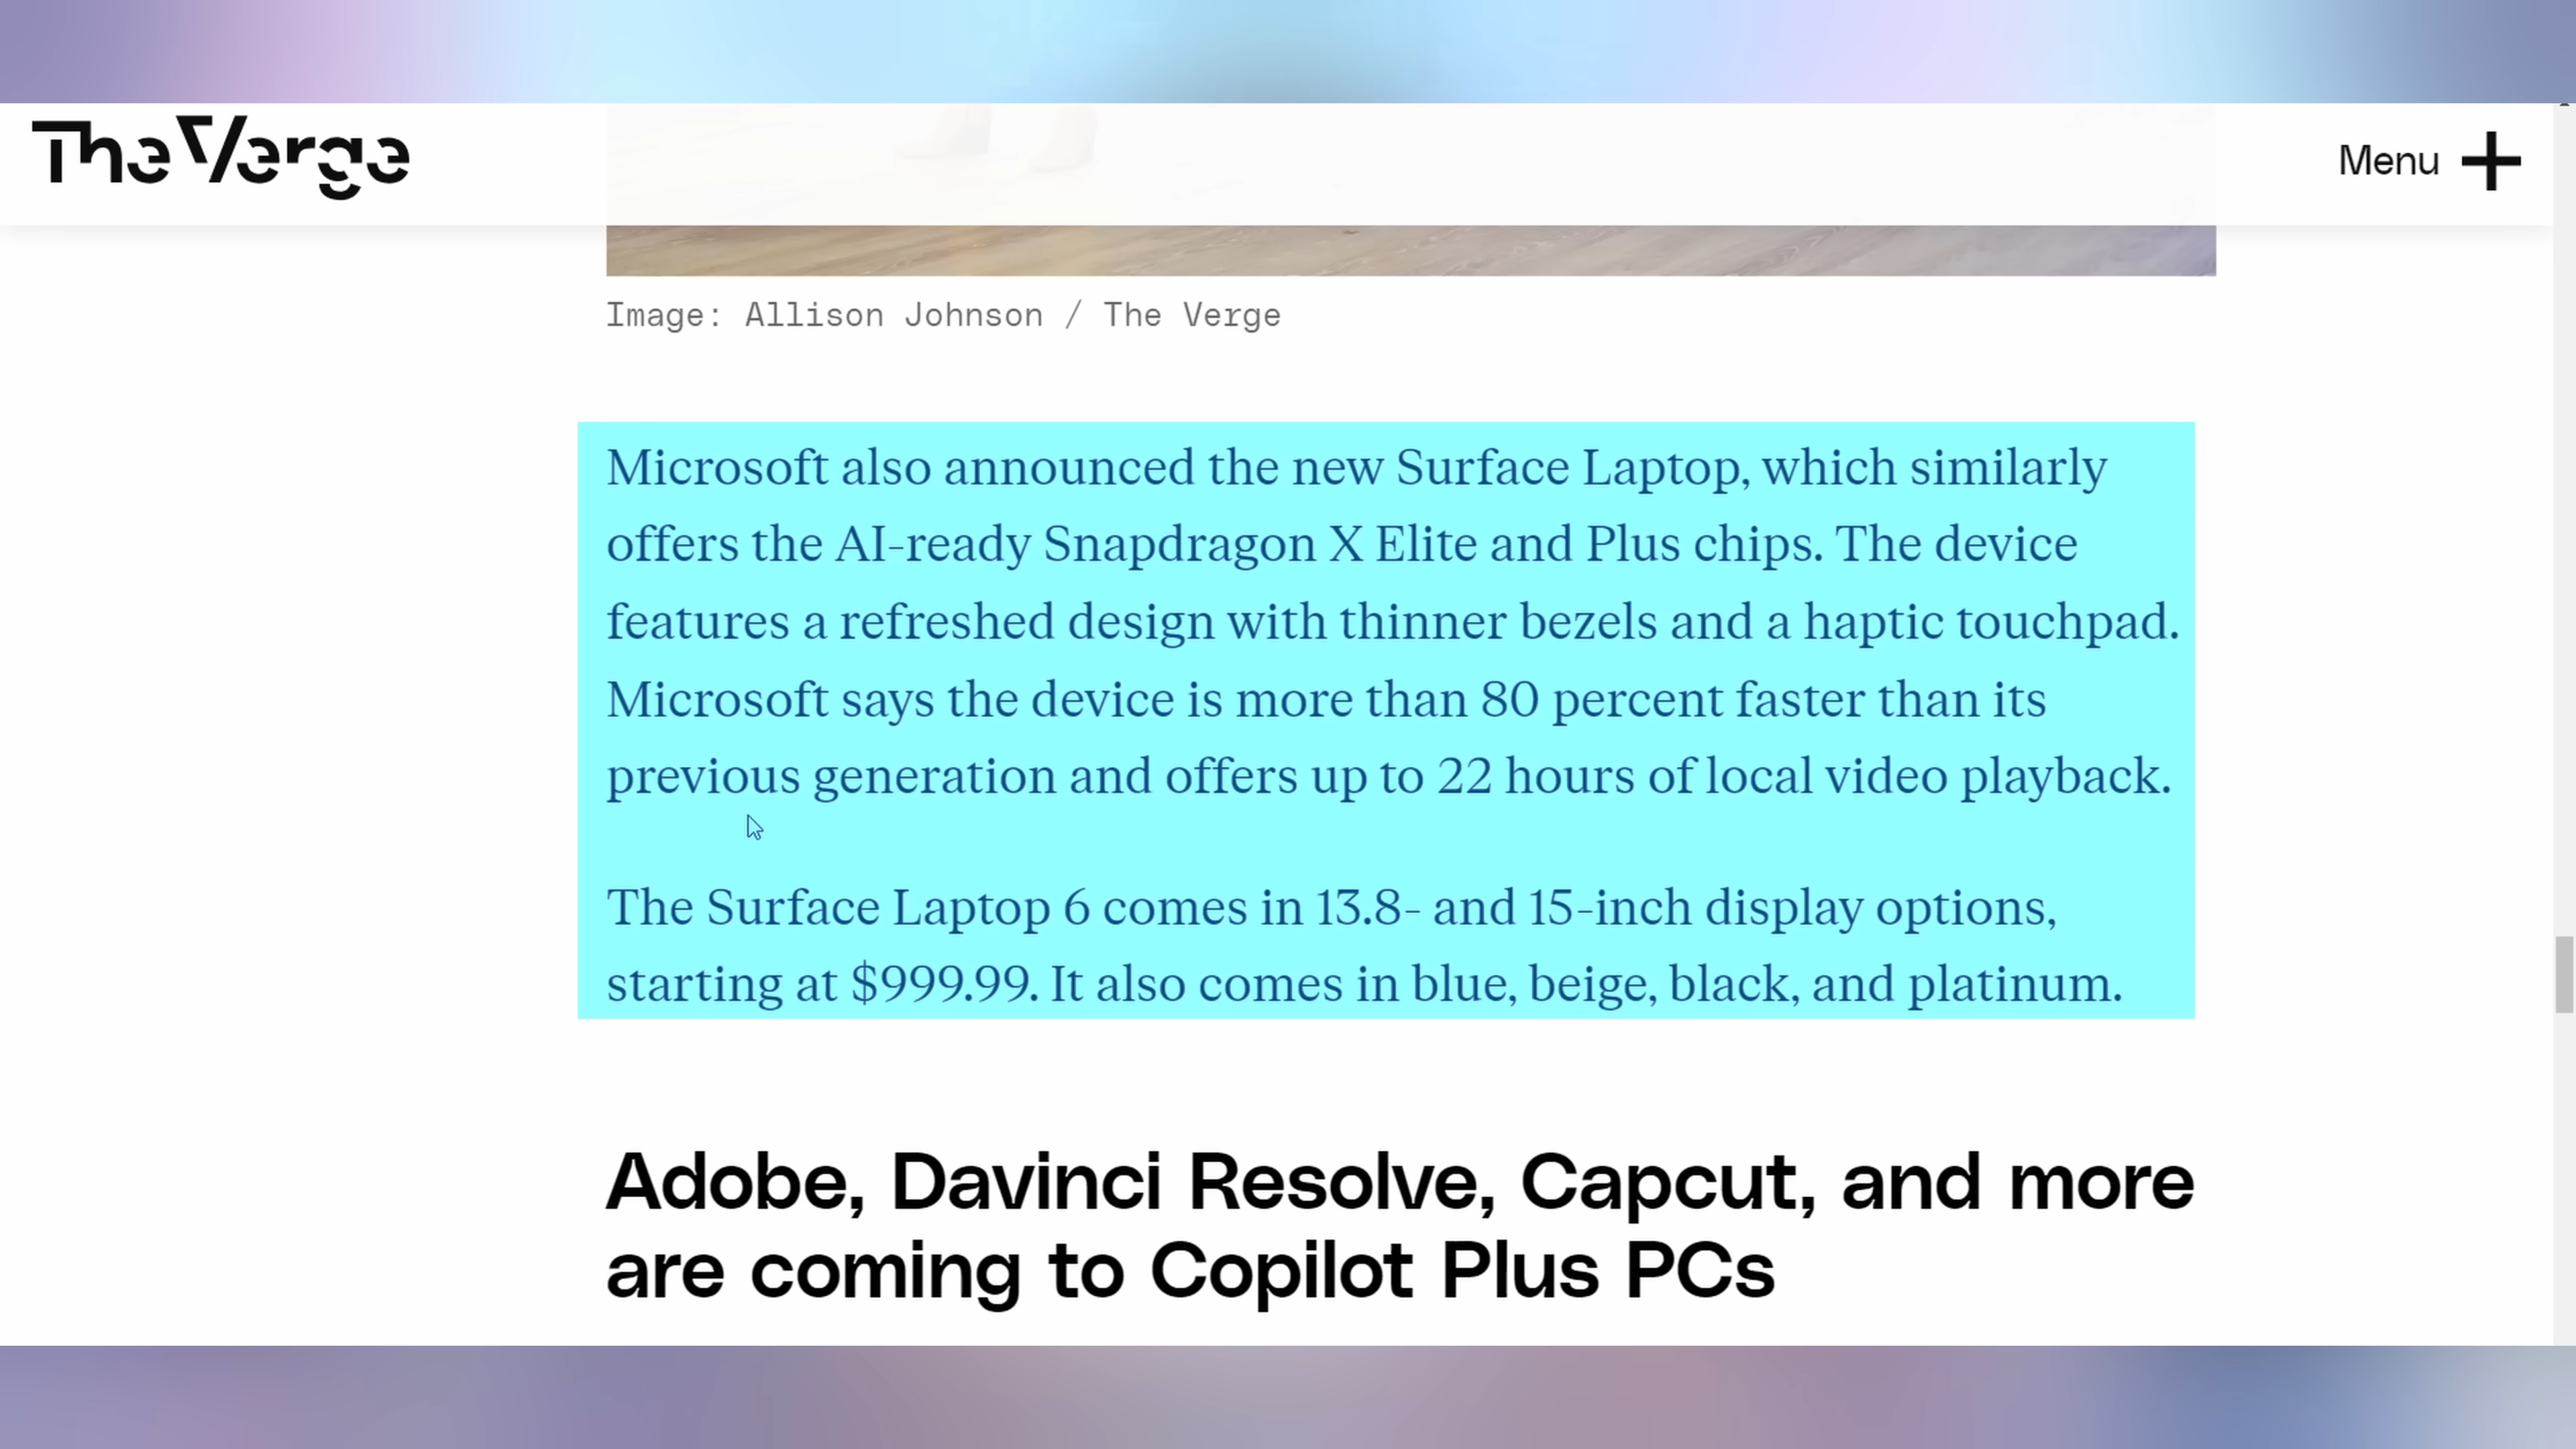 The Verge
Menu
Image: Allison Johnson / The Verge
Microsoft also announced the new Surface Laptop, which similarly
offers the AI-ready Snapdragon X Elite and Plus chips. The device
features a refreshed design with thinner bezels and a haptic touchpad.
Microsoft says the device is more than 80 percent faster than its
previous generation and offers up to 22 hours of local video playback.
The Surface Laptop 6 comes in 13.8- and 15-inch display options,
starting at $999.99. It also comes in blue, beige, black, and platinum.
Adobe, Davinci Resolve, Capcut, and more
are coming to Copilot Plus PCs